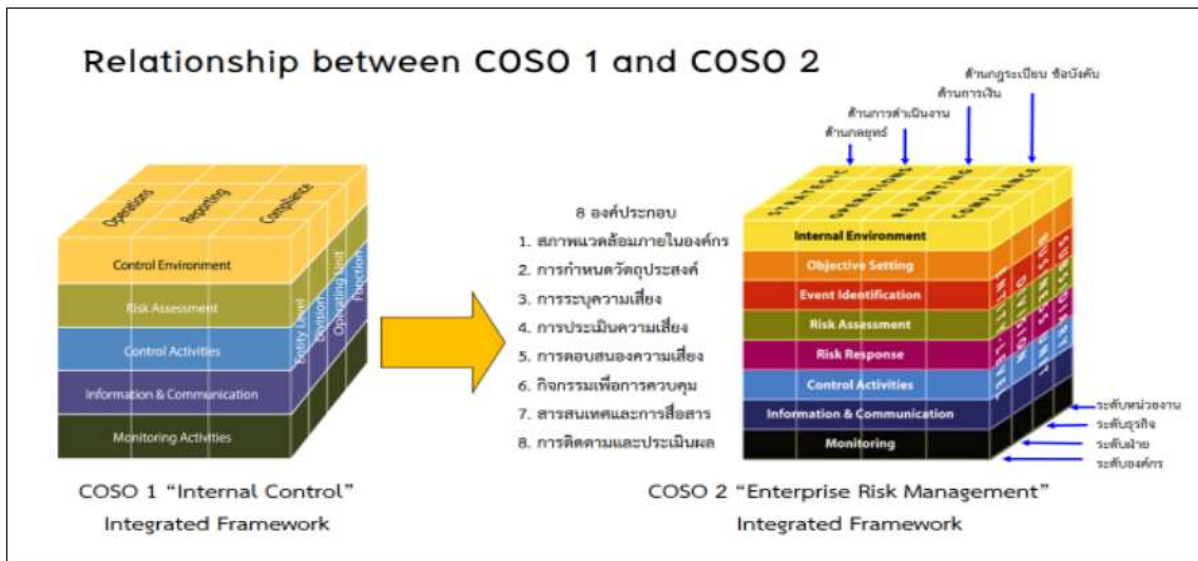 Relationship between COSO 1 and COSO 2
ด้านกฎระเบียบ ข้อบังคับ
ด้านการเงิน
ด้านการดำเนินงาน
ด้านกลยุทธ์
Operations
Reporting
Compliance
Control Environment
Risk Assessment
Control Activities
Information & Communication
Monitoring Activities
Entity Level
Division
Operating Unit
Function
COSO 1 "Internal Control"
Integrated Framework
8 องค์ประกอบ
1. สภาพแวดล้อมภายในองค์กร
2. การกำหนดวัตถุประสงค์
3. การระบุความเสี่ยง
4. การประเมินความเสี่ยง
5. การตอบสนองความเสี่ยง
6. กิจกรรมเพื่อการควบคุม
7. สารสนเทศและการสื่อสาร
8. การติดตามและประเมินผล
STRATEGIC
OPERATIONS
REPORTING
COMPLIANCE
Internal Environment
Objective Setting
Event Identification
Risk Assessment
Risk Response
Control Activities
Information & Communication
Monitoring
ENTITY-LEVEL
DIVISION
BUSINESS UNIT
SUBSIDIARY
ระดับหน่วยงาน
ระดับธุรกิจ
ระดับฝ่าย
ระดับองค์กร
COSO 2 "Enterprise Risk Management"
Integrated Framework